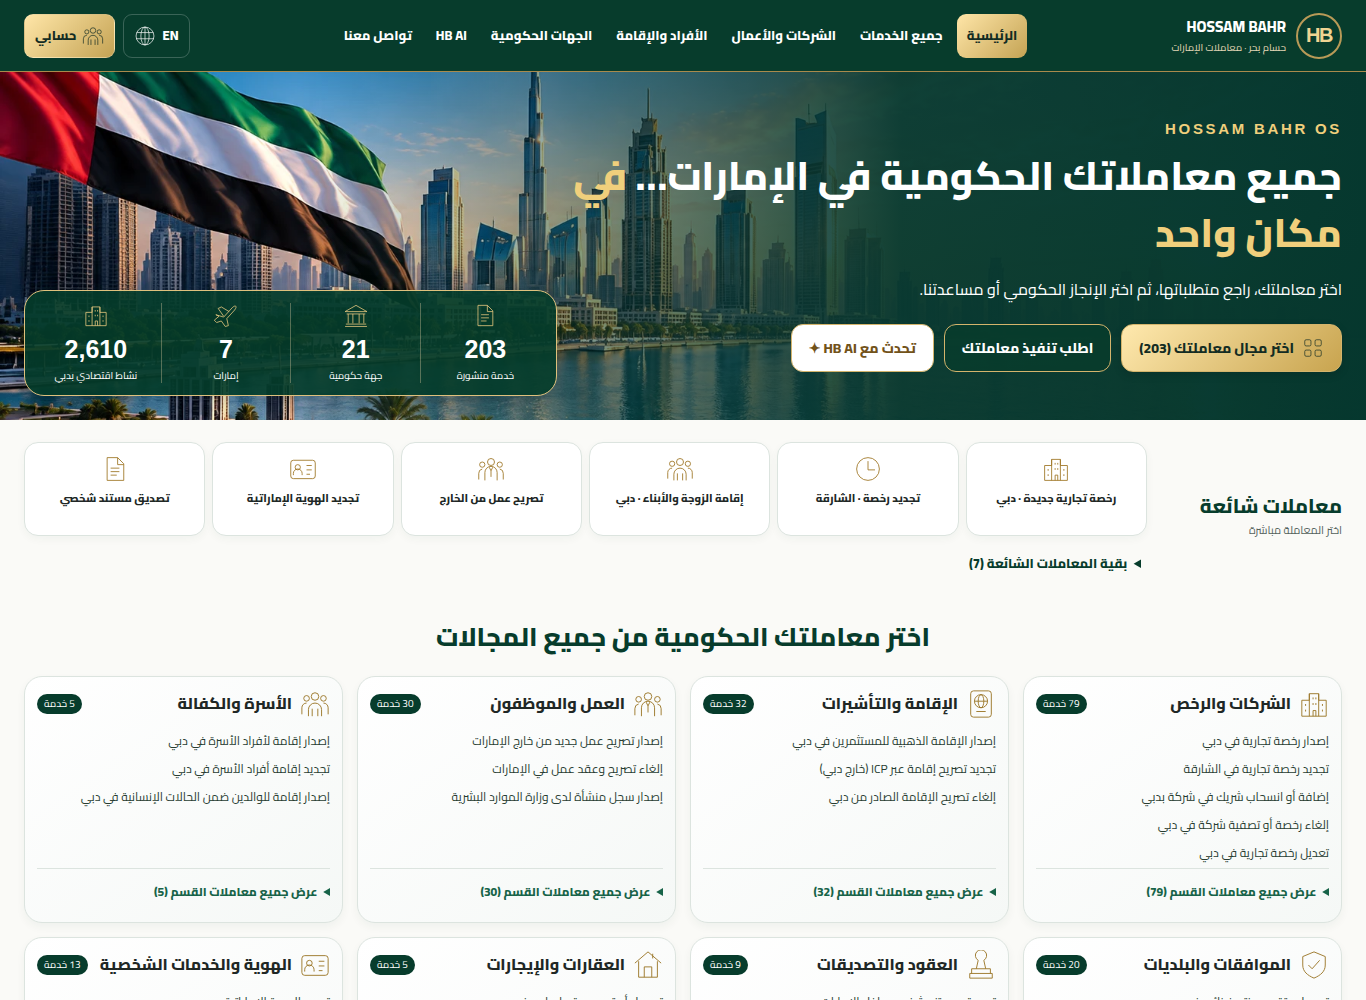 HB
HOSSAM BAHR
حسام بحر · معاملات الإمارات
الرئيسية
جميع الخدمات
الشركات والأعمال
الأفراد والإقامة
الجهات الحكومية
HB AI
تواصل معنا
EN
حسابي
HOSSAM BAHR OS
جميع معاملاتك الحكومية في الإمارات... في
مكان واحد
اختر معاملتك، راجع متطلباتها، ثم اختر الإنجاز الحكومي أو مساعدتنا.
اختر مجال معاملتك (203)
اطلب تنفيذ معاملتك
تحدث مع HB AI ✦
203
خدمة منشورة
21
جهة حكومية
7
إمارات
2,610
نشاط اقتصادي بدبي
معاملات شائعة
اختر المعاملة مباشرة
رخصة تجارية جديدة · دبي
تجديد رخصة · الشارقة
إقامة الزوجة والأبناء · دبي
تصريح عمل من الخارج
تجديد الهوية الإماراتية
تصديق مستند شخصي
◀ بقية المعاملات الشائعة (7)
اختر معاملتك الحكومية من جميع المجالات
الشركات والرخص
79 خدمة
إصدار رخصة تجارية في دبي
تجديد رخصة تجارية في الشارقة
إضافة أو انسحاب شريك في شركة بدبي
إلغاء رخصة أو تصفية شركة في دبي
تعديل رخصة تجارية في دبي
◀ عرض جميع معاملات القسم (79)
الإقامة والتأشيرات
32 خدمة
إصدار الإقامة الذهبية للمستثمرين في دبي
تجديد تصريح إقامة عبر ICP (خارج دبي)
إلغاء تصريح الإقامة الصادر من دبي
◀ عرض جميع معاملات القسم (32)
العمل والموظفون
30 خدمة
إصدار تصريح عمل جديد من خارج الإمارات
إلغاء تصريح وعقد عمل في الإمارات
إصدار سجل منشأة لدى وزارة الموارد البشرية
◀ عرض جميع معاملات القسم (30)
الأسرة والكفالة
5 خدمة
إصدار إقامة لأفراد الأسرة في دبي
تجديد إقامة أفراد الأسرة في دبي
إصدار إقامة للوالدين ضمن الحالات الإنسانية في دبي
◀ عرض جميع معاملات القسم (5)
الموافقات والبلديات
20 خدمة
العقود والتصديقات
9 خدمة
العقارات والإيجارات
5 خدمة
الهوية والخدمات الشخصية
13 خدمة